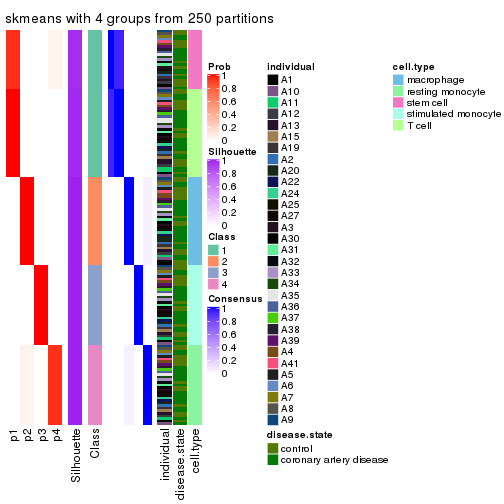 skmeans with 4 groups from 250 partitions
p1
p2
p3
p4
Silhouette
Class
individual
disease.state
cell.type
Prob
1
0.8
0.6
0.4
0.2
0
Silhouette
1
0.8
0.6
0.4
0.2
0
Class
1
2
3
4
Consensus
1
0.8
0.6
0.4
0.2
0
individual
A1
A10
A11
A12
A13
A15
A19
A2
A20
A22
A24
A25
A27
A3
A30
A31
A32
A33
A34
A35
A36
A37
A38
A39
A4
A41
A5
A6
A7
A8
A9
disease.state
control
coronary artery disease
cell.type
macrophage
resting monocyte
stem cell
stimulated monocyte
T cell